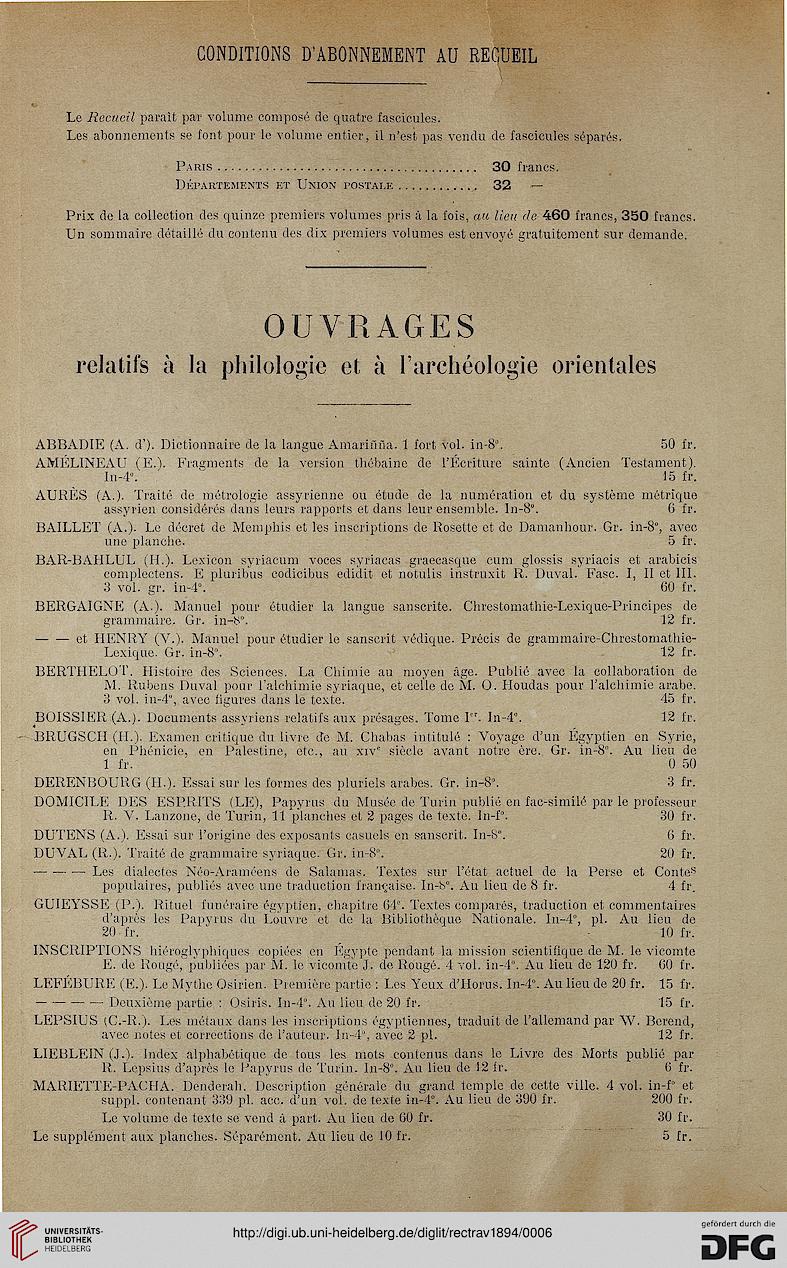 CONDITIONS D'ABONNEMENT AU RECUEIL
Le Recueil paraît par volume composé de quatre fascicules.
Les abonnements se font pour le volume entier, il n'est pas vendu de fascicules séparés.
PARIS ....................................... 30 francs.
DÉPARTEMENTS ET UNION POSTALE ............ 32 —
Prix de la collection des quinze premiers volumes pris à la fois, au lieu de 460 francs, 350 francs.
Un sommaire détaillé du contenu des dix premiers volumes est envoyé gratuitement sur demande.
OUVRAGES
relatifs à la philologie et à l'archéologie orientales
ABBADIE (A. d'). Dictionnaire de la langue Amariñña. 1 fort vol. in-8°. 50 fr.
AMÉLINEAU (E.). Fragments de la version thébaine de l'Écriture sainte (Ancien Testament).
In-4°. 15 fr.
AURÈS (A.). Traité de métrologie assyrienne ou étude de la numération et du système métrique
assyrien considérés dans leurs rapports et dans leur ensemble. In-8°. 6 fr.
BAILLET (A.). Le décret de Memphis et les inscriptions de Rosette et de Damanhour. Gr. in-8°, avec
une planche. 5 fr.
BAR-BAHLUL (H.). Lexicon syriacum voces syriacas graecasque cum glossis syriacis et arabicis
complectens. E pluribus codicibus edidit et notulis instruxit R. Duval. Fasc. I, II et III.
3 vol. gr. in-4°. 60 fr.
BERGAIGNE (A.). Manuel pour étudier la langue sanscrite. Chrestomathie-Lexique-Principes de
grammaire. Gr. in-8°. 12 fr.
— — et HENRY (V.). Manuel pour étudier le sanscrit védique. Précis de grammaire-Chrestomathie-
Lexique. Gr. in-8°. 12 fr.
BERTHELOT. Histoire des Sciences. La Chimie au moyen âge. Publié avec la collaboration de
M. Rubens Duval pour l'alchimie syriaque, et celle de M. O. Houdas pour l'alchimie arabe.
3 vol. in-4°, avec figures dans le texte. 45 fr.
BOISSIER (A.). Documents assyriens relatifs aux présages. Tome Ier. In-4°. 12 fr.
BRUGSCH (H.). Examen critique du livre de M. Chabas intitulé : Voyage d'un Égyptien en Syrie,
en Phénicie, en Palestine, etc., au XIVe siècle avant notre ère. Gr. in-8°. Au lieu de
1 fr. 0 50
DERENBOURG (H.). Essai sur les formes des pluriels arabes. Gr. in-8°. 3 fr.
DOMICILE DES ESPRITS (LE), Papyrus du Musée de Turin publié en fac-similé par le professeur
R. V. Lanzone, de Turin, 11 planches et 2 pages de texte. In-f°. 30 fr.
DUTENS (A.). Essai sur l'origine des exposants casuels en sanscrit. In-8°. 6 fr.
DUVAL (R.). Traité de grammaire syriaque. Gr. in-8°. 20 fr.
— — — Les dialectes Néo-Araméens de Salamas. Textes sur l'état actuel de la Perse et Contes
populaires, publiés avec une traduction française. In-8°. Au lieu de 8 fr. 4 fr.
GUIEYSSE (P.). Rituel funéraire égyptien, chapitre 64e. Textes comparés, traduction et commentaires
d'après les Papyrus du Louvre et de la Bibliothèque Nationale. In-4°, pl. Au lieu de
20 fr. 10 fr.
INSCRIPTIONS hiéroglyphiques copiées en Égypte pendant la mission scientifique de M. le vicomte
E. de Rougé, publiées par M. le vicomte J. de Rougé. 4 vol. in-4°. Au lieu de 120 fr. 60 fr.
LEFÉBURE (E.). Le Mythe Osirien. Première partie : Les Yeux d'Horus. In-4°. Au lieu de 20 fr. 15 fr.
— — — — Deuxième partie : Osiris. In-4°. Au lieu de 20 fr. 15 fr.
LEPSIUS (C.-R.). Les métaux dans les inscriptions égyptiennes, traduit de l'allemand par W. Berend,
avec notes et corrections de l'auteur. In-4°, avec 2 pl. 12 fr.
LIEBLEIN (J.). Index alphabétique de tous les mots contenus dans le Livre des Morts publié par
R. Lepsius d'après le Papyrus de Turin. In-8°. Au lieu de 12 fr. 6 fr.
MARIETTE-PACHA. Denderah. Description générale du grand temple de cette ville. 4 vol. in-f° et
suppl. contenant 339 pl. acc. d'un vol. de texte in-4°. Au lieu de 390 fr. 200 fr.
Le volume de texte se vend à part. Au lieu de 60 fr. 30 fr.
Le supplément aux planches. Séparément. Au lieu de 10 fr. 5 fr.
UNIVERSITÄTS-
BIBLIOTHEK
HEIDELBERG
http://digi.ub.uni-heidelberg.de/diglit/rectrav1894/0006
gefördert durch die
DFG